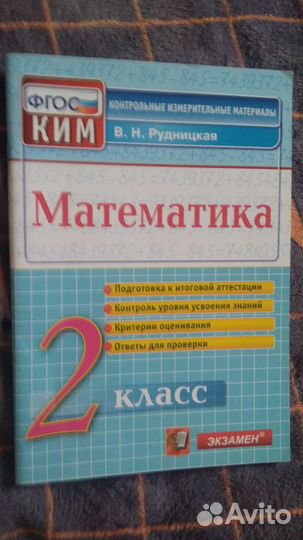 ФГОС
КИМ
КОНТРОЛЬНЫЕ ИЗМЕРИТЕЛЬНЫЕ МАТЕРИАЛЫ
В. Н. Рудницкая
Математика
Подготовка к итоговой аттестации
Контроль уровня усвоения знаний
Критерии оценивания
Ответы для проверки
2
класс
ЭКЗАМЕН®
Avito